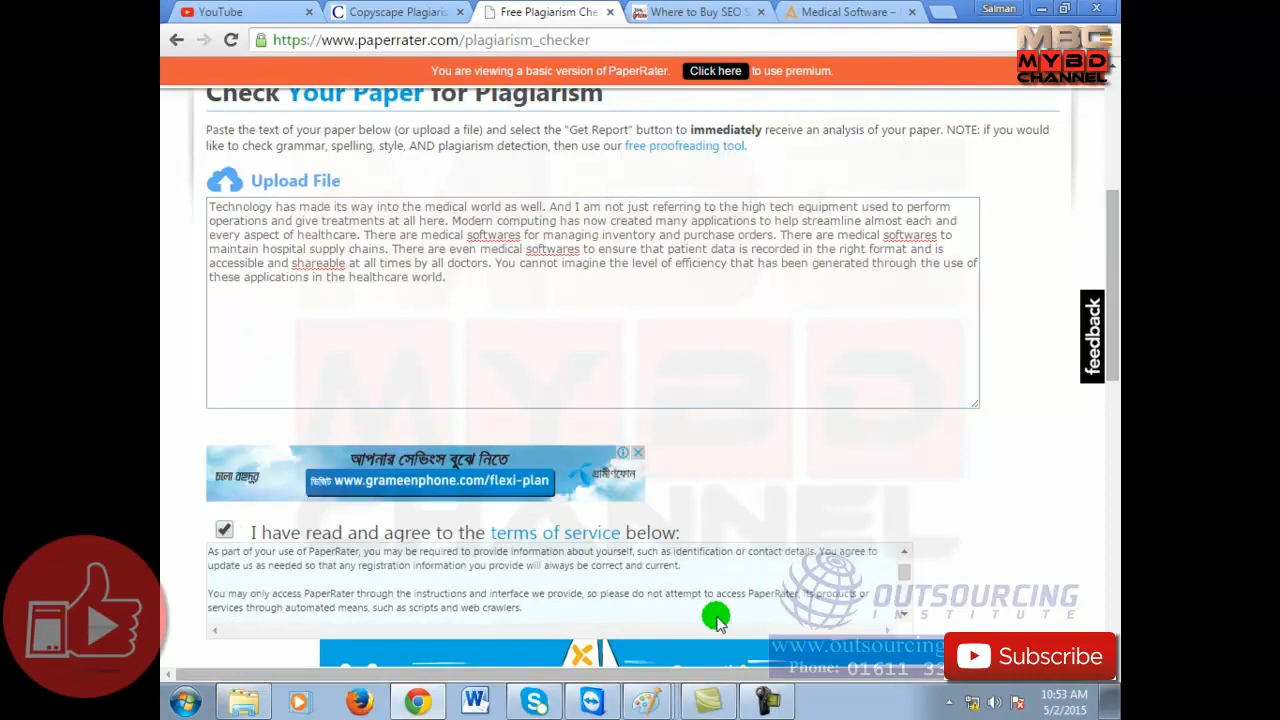 YouTube
Copyscape Plagiaris
Free Plagiarism Che
Where to Buy SEO S
Medical Software –
Salman
https://www.paperrater.com/plagiarism_checker
MBC
MYBD
CHANNEL
You are viewing a basic version of PaperRater. Click here to use premium.
Check Your Paper for Plagiarism
Paste the text of your paper below (or upload a file) and select the "Get Report" button to immediately receive an analysis of your paper. NOTE: if you would
like to check grammar, spelling, style, AND plagiarism detection, then use our free proofreading tool.
Upload File
Technology has made its way into the medical world as well. And I am not just referring to the high tech equipment used to perform
operations and give treatments at all here. Modern computing has now created many applications to help streamline almost each and
every aspect of healthcare. There are medical softwares for managing inventory and purchase orders. There are medical softwares to
maintain hospital supply chains. There are even medical softwares to ensure that patient data is recorded in the right format and is
accessible and shareable at all times by all doctors. You cannot imagine the level of efficiency that has been generated through the use of
these applications in the healthcare world.
feedback
MBC
MYBD
CHANNEL
চলো বহুদূর
আপনার সেভিংস বুঝে নিতে
ভিজিট www.grameenphone.com/flexi-plan
গ্রামীণফোন
I have read and agree to the terms of service below:
As part of your use of PaperRater, you may be required to provide information about yourself, such as identification or contact details. You agree to
update us as needed so that any registration information you provide will always be correct and current.
You may only access PaperRater through the instructions and interface we provide, so please do not attempt to access PaperRater, its products or
services through automated means, such as scripts and web crawlers.
OUTSOURCING
INSTITUTE
www.outsourcing
Phone: 01611 33
Subscribe
10:53 AM
5/2/2015